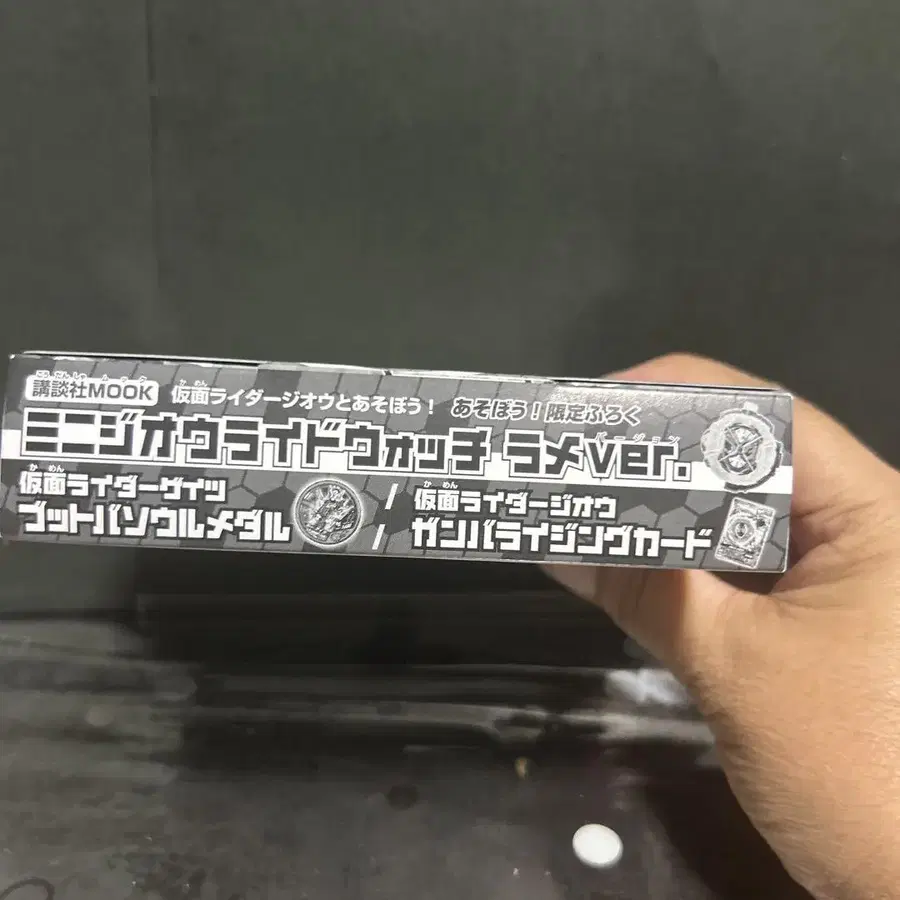 講談社MOOK 仮面ライダージオウとあそぼう! あそぼう!限定ふろく
ミニジオウライドウォッチ ラメver.
仮面ライダーゲイツ
ブットバソウルメダル
/
仮面ライダージオウ
ガンバライジングカード